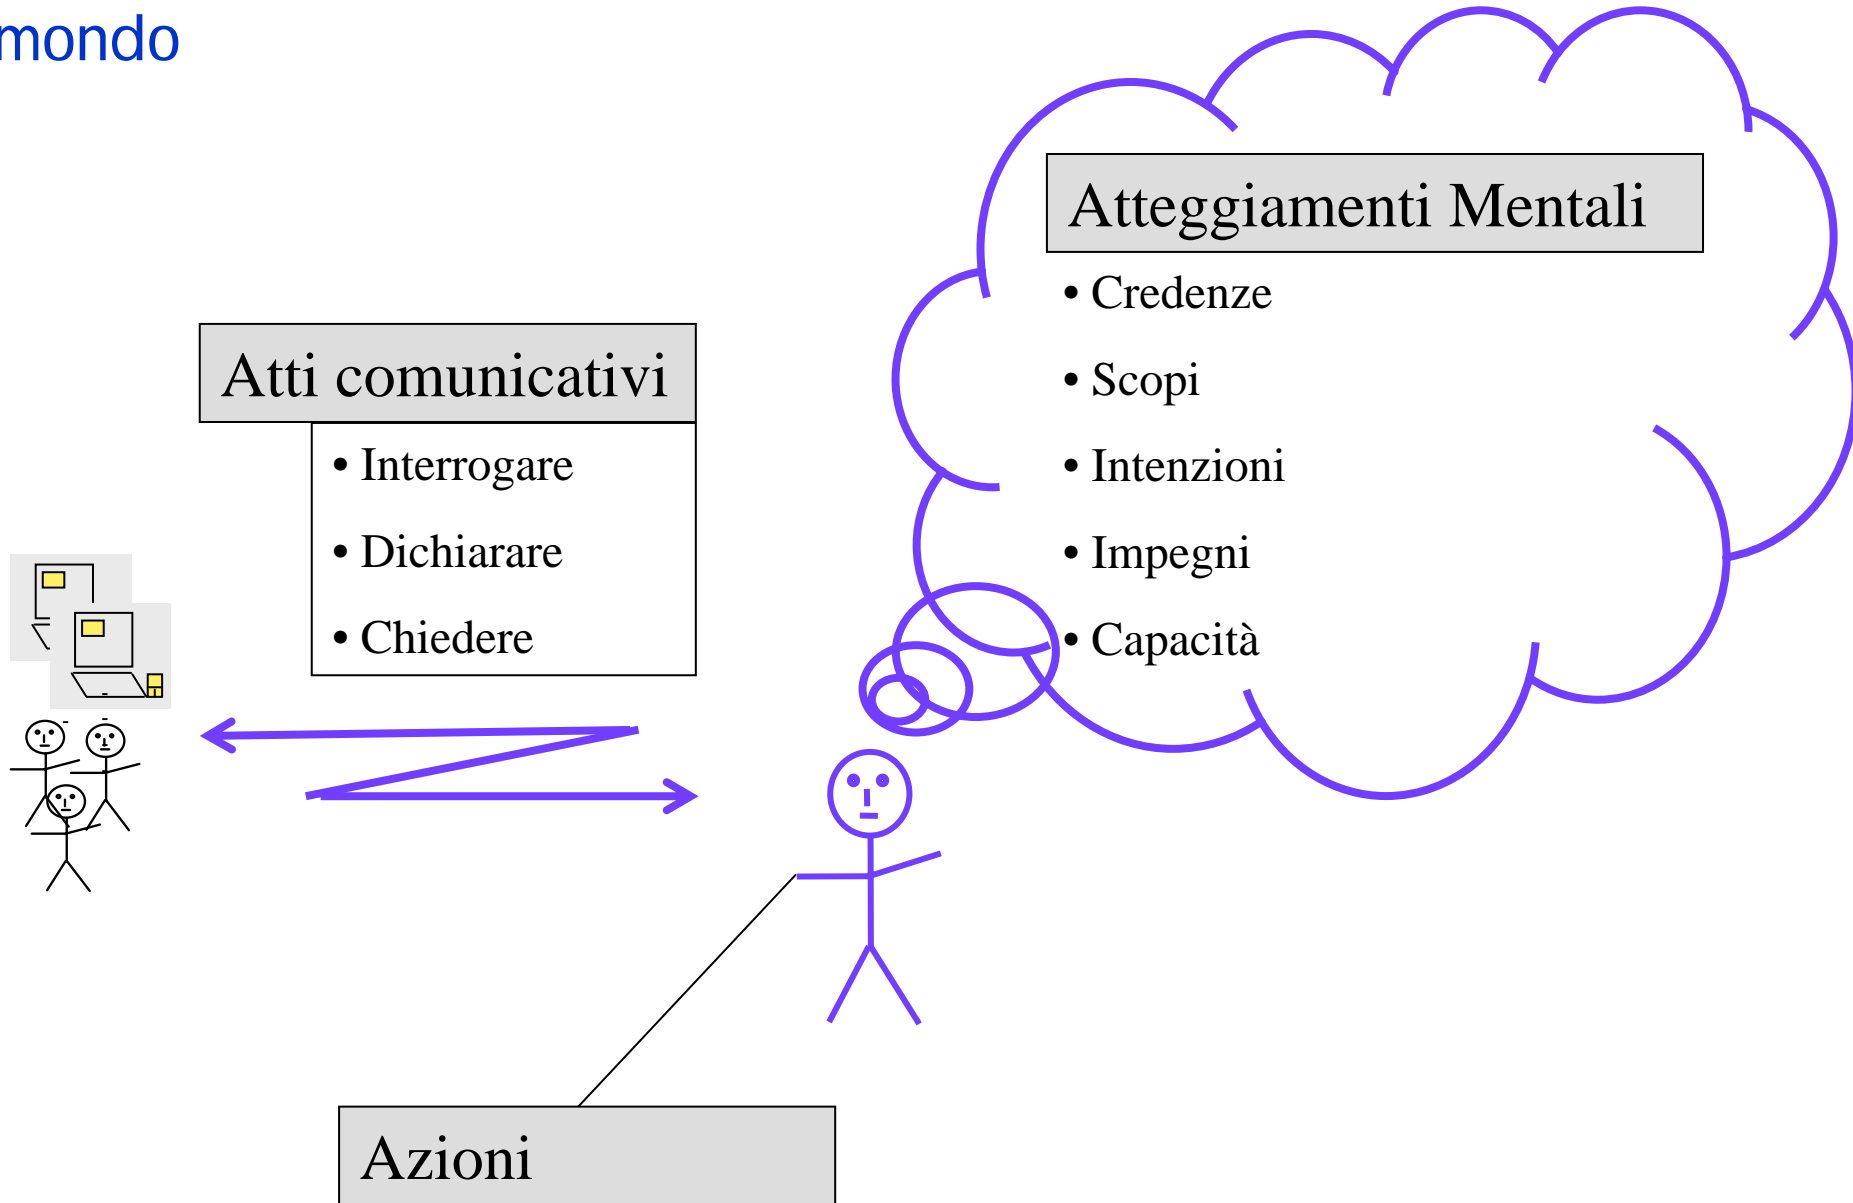 mondo
Atteggiamenti Mentali
• Credenze
• Scopi
• Intenzioni
• Impegni
• Capacità
Atti comunicativi
• Interrogare
• Dichiarare
• Chiedere
Azioni